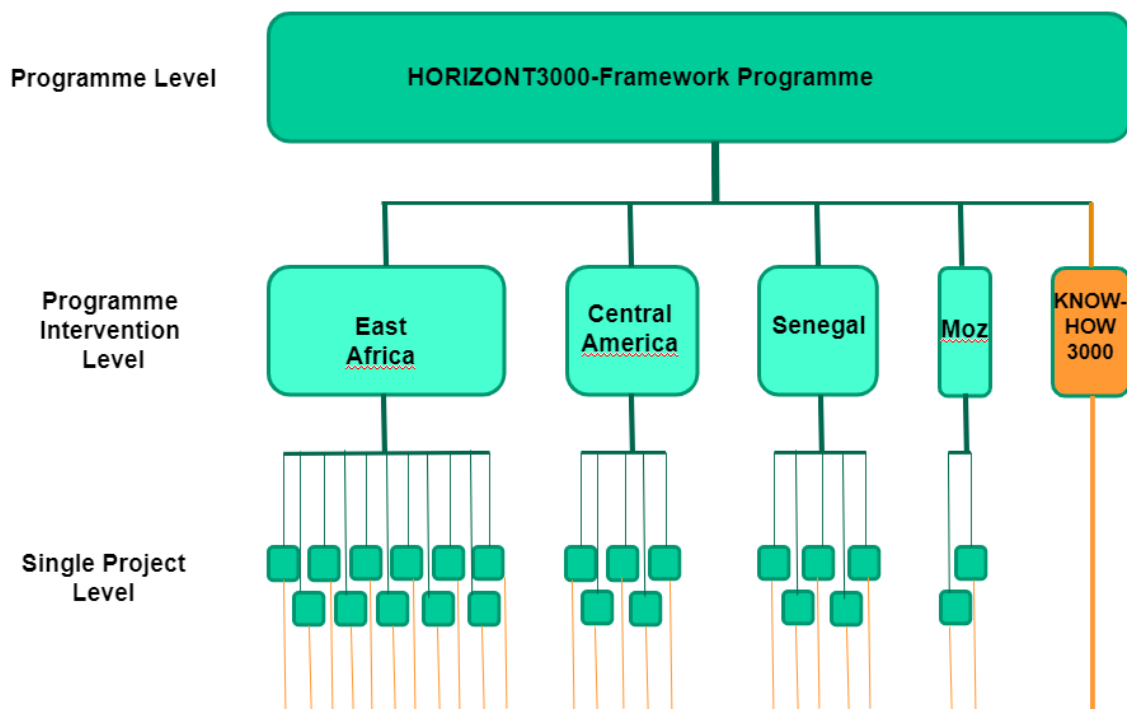 Programme Level
HORIZONT3000-Framework Programme
Programme
Intervention
Level
East
Africa
Central
America
Senegal
Moz
KNOW-
HOW
3000
Single Project
Level